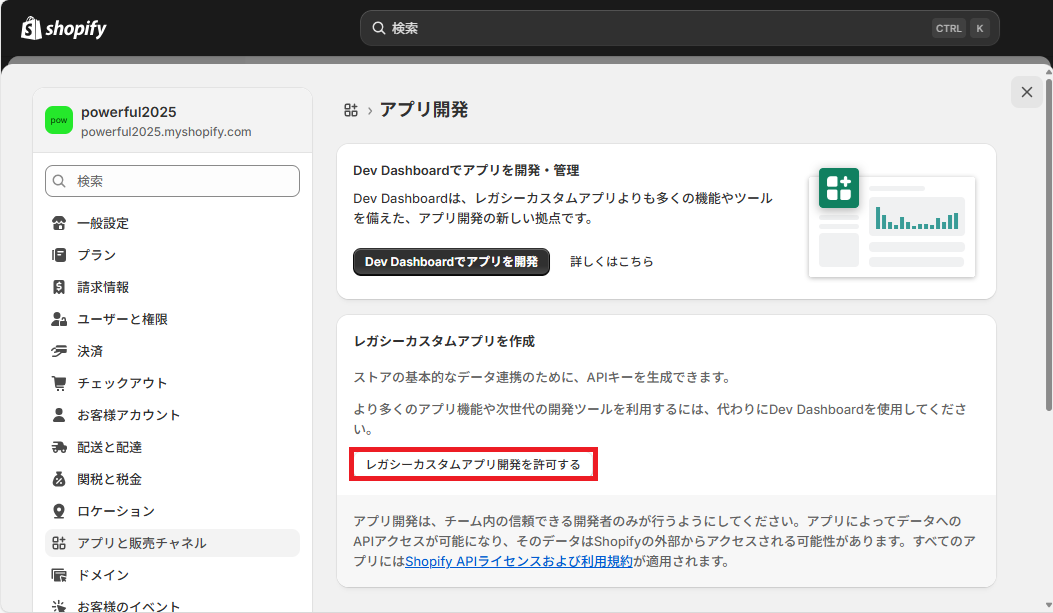 shopify
検索
CTRL K
pow
powerful2025
powerful2025.myshopify.com
検索
一般設定
プラン
請求情報
ユーザーと権限
決済
チェックアウト
お客様アカウント
配送と配達
関税と税金
ロケーション
アプリと販売チャネル
ドメイン
お客様のイベント
› アプリ開発
Dev Dashboardでアプリを開発・管理
Dev Dashboardは、レガシーカスタムアプリよりも多くの機能やツール
を備えた、アプリ開発の新しい拠点です。
Dev Dashboardでアプリを開発
詳しくはこちら
レガシーカスタムアプリを作成
ストアの基本的なデータ連携のために、APIキーを生成できます。
より多くのアプリ機能や次世代の開発ツールを利用するには、代わりにDev Dashboardを使用してくださ
い。
レガシーカスタムアプリ開発を許可する
アプリ開発は、チーム内の信頼できる開発者のみが行うようにしてください。アプリによってデータへの
APIアクセスが可能になり、そのデータはShopifyの外部からアクセスされる可能性があります。すべてのア
プリにはShopify APIライセンスおよび利用規約が適用されます。